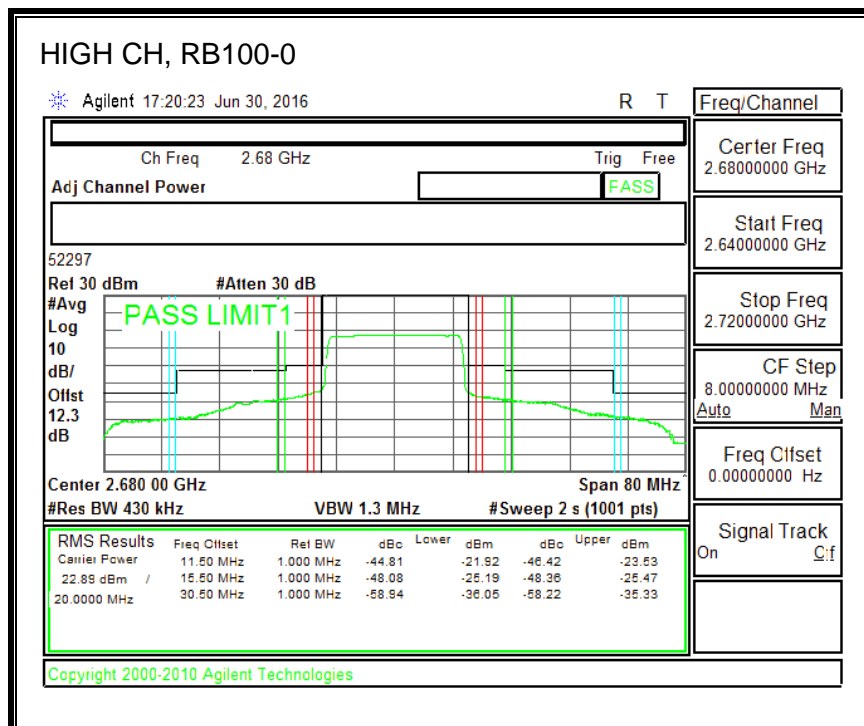 HIGH CH, RB100-0
Agilent 17:20:23 Jun 30, 2016 R T
Freq/Channel
Ch Freq 2.68 GHz Trig Free
Adj Channel Power PASS
Center Freq
2.68000000 GHz
Start Freq
2.64000000 GHz
Stop Freq
2.72000000 GHz
CF Step
8.00000000 MHz
Auto Man
Freq Offset
0.00000000 Hz
Signal Track
On Off
52297
Ref 30 dBm #Atten 30 dB
#Avg
Log
10
dB/
Offst
12.3
dB
PASS LIMIT1
Center 2.680 00 GHz Span 80 MHz
#Res BW 430 kHz VBW 1.3 MHz #Sweep 2 s (1001 pts)
RMS Results Freq Offset Ref BW dBc Lower dBm dBc Upper dBm
Carrier Power 11.50 MHz 1.000 MHz -44.81 -21.92 -46.42 -23.53
22.89 dBm / 15.50 MHz 1.000 MHz -48.08 -25.19 -48.36 -25.47
20.0000 MHz 30.50 MHz 1.000 MHz -58.94 -36.05 -58.22 -35.33
Copyright 2000-2010 Agilent Technologies